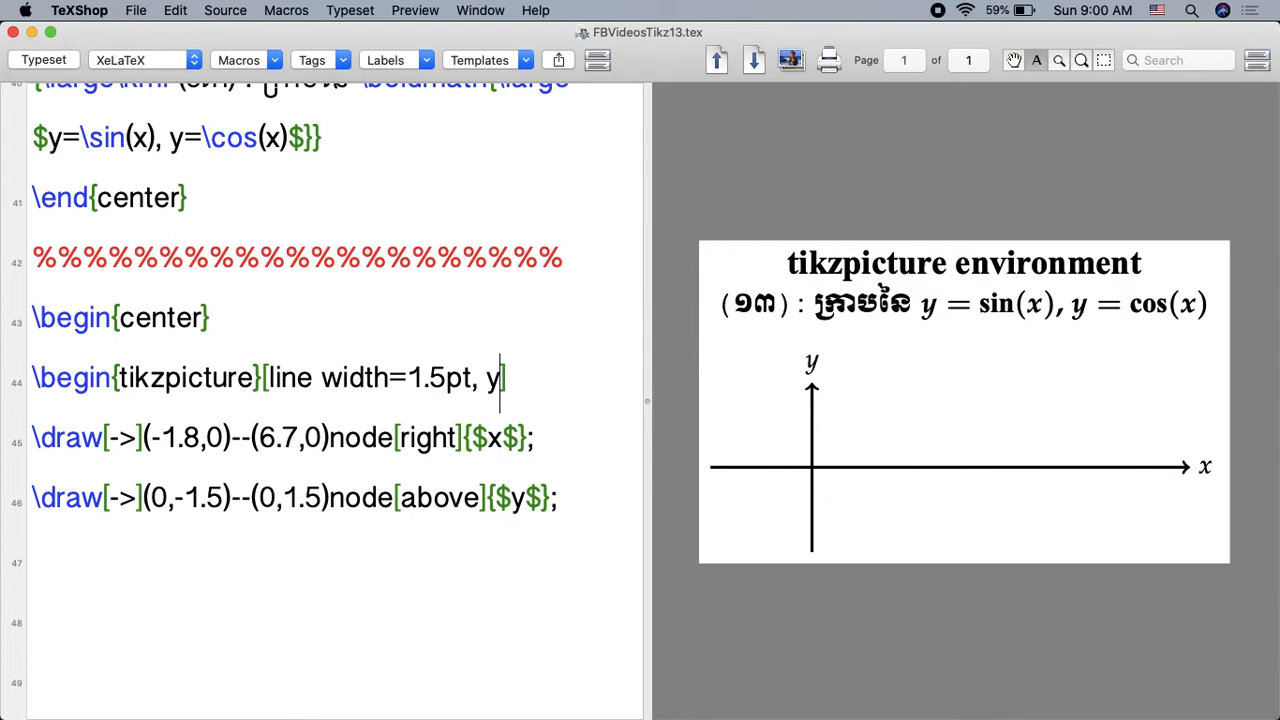 TeXShop File Edit Source Macros Typeset Preview Window Help 59% Sun 9:00 AM
FBVideosTikz13.tex
Typeset XeLaTeX Macros Tags Labels Templates Page 1 of 1 Search
$y=\sin(x), y=\cos(x)$}}
41 \end{center}
42 %%%%%%%%%%%%%%%%%%%%%
43 \begin{center}
44 \begin{tikzpicture}[line width=1.5pt, y]
45 \draw[->](-1.8,0)--(6.7,0)node[right]{$x$};
46 \draw[->](0,-1.5)--(0,1.5)node[above]{$y$};
47
48
49
tikzpicture environment
(១៣) : ក្រាបនៃ y = sin(x), y = cos(x)
y
x